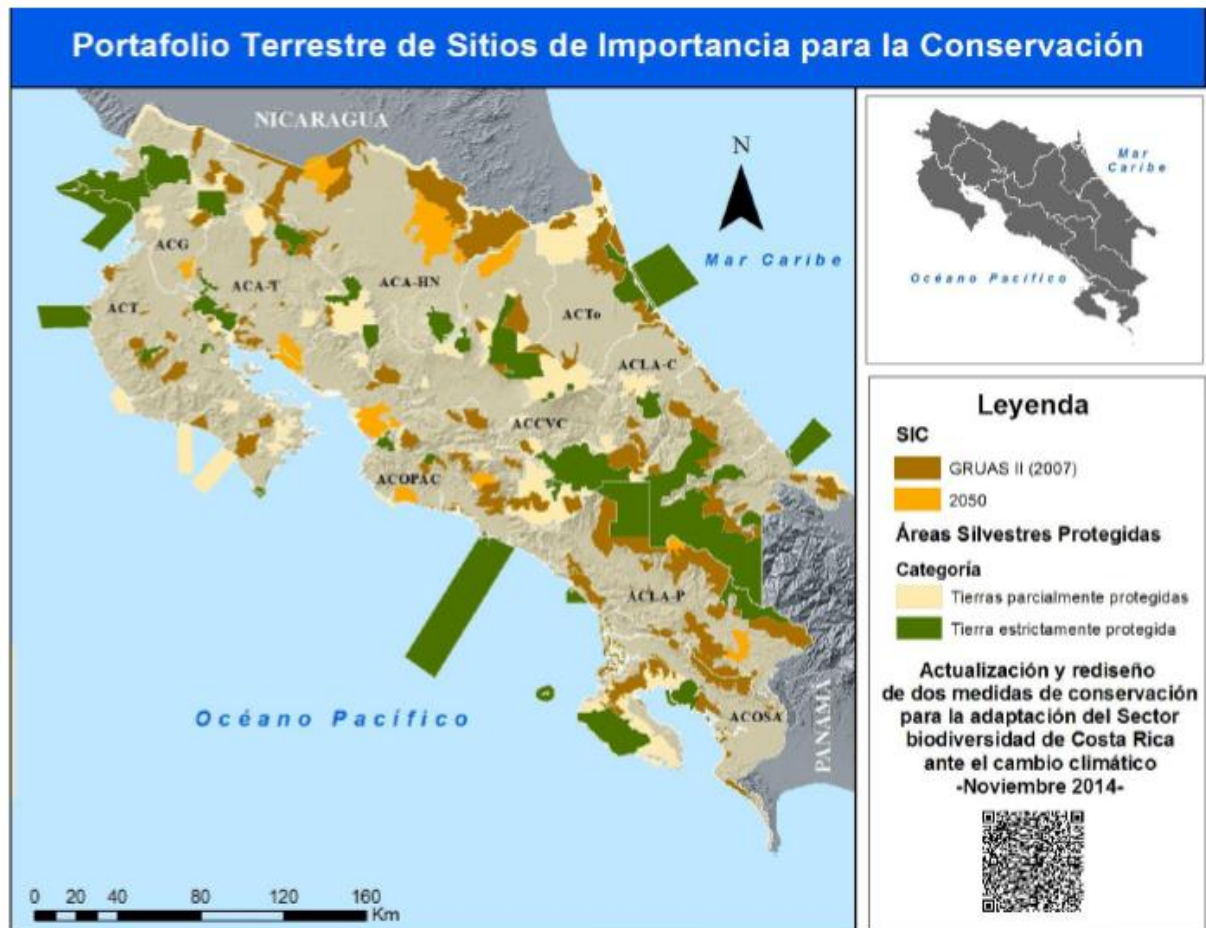 Portafolio Terrestre de Sitios de Importancia para la Conservación
NICARAGUA
N
Mar Caribe
ACG
ACA-T
ACA-HN
ACT
ACTo
ACLA-C
ACCVC
ACOPAC
ACLA-P
ACOSA
PANAMÁ
Océano Pacífico
0 20 40 80 120 160
Km
Mar
Caribe
Océano Pacífico
Leyenda
SIC
GRUAS II (2007)
2050
Áreas Silvestres Protegidas
Categoría
Tierras parcialmente protegidas
Tierra estrictamente protegida
Actualización y rediseño
de dos medidas de conservación
para la adaptación del Sector
biodiversidad de Costa Rica
ante el cambio climático
-Noviembre 2014-